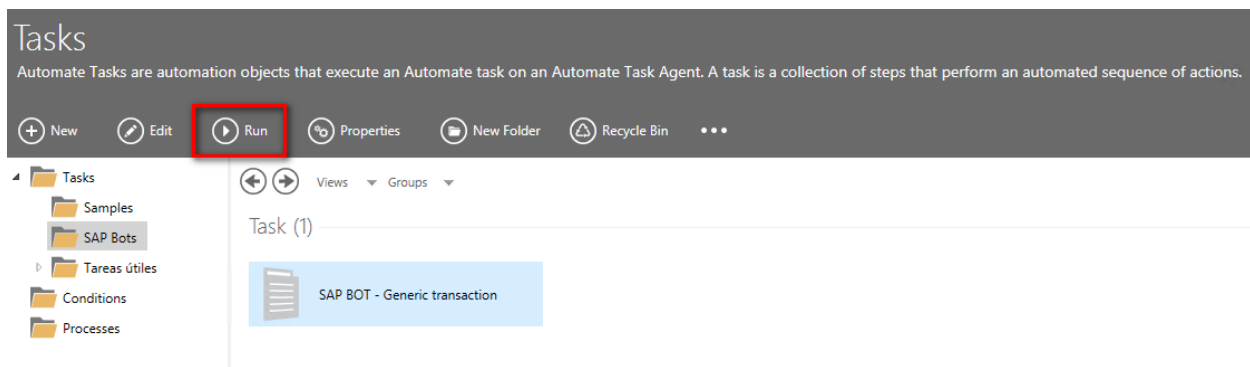 Tasks
Automate Tasks are automation objects that execute an Automate task on an Automate Task Agent. A task is a collection of steps that perform an automated sequence of actions.
New Edit Run Properties New Folder Recycle Bin •••
Tasks
Samples
SAP Bots
Tareas útiles
Conditions
Processes
Views Groups
Task (1)
SAP BOT - Generic transaction